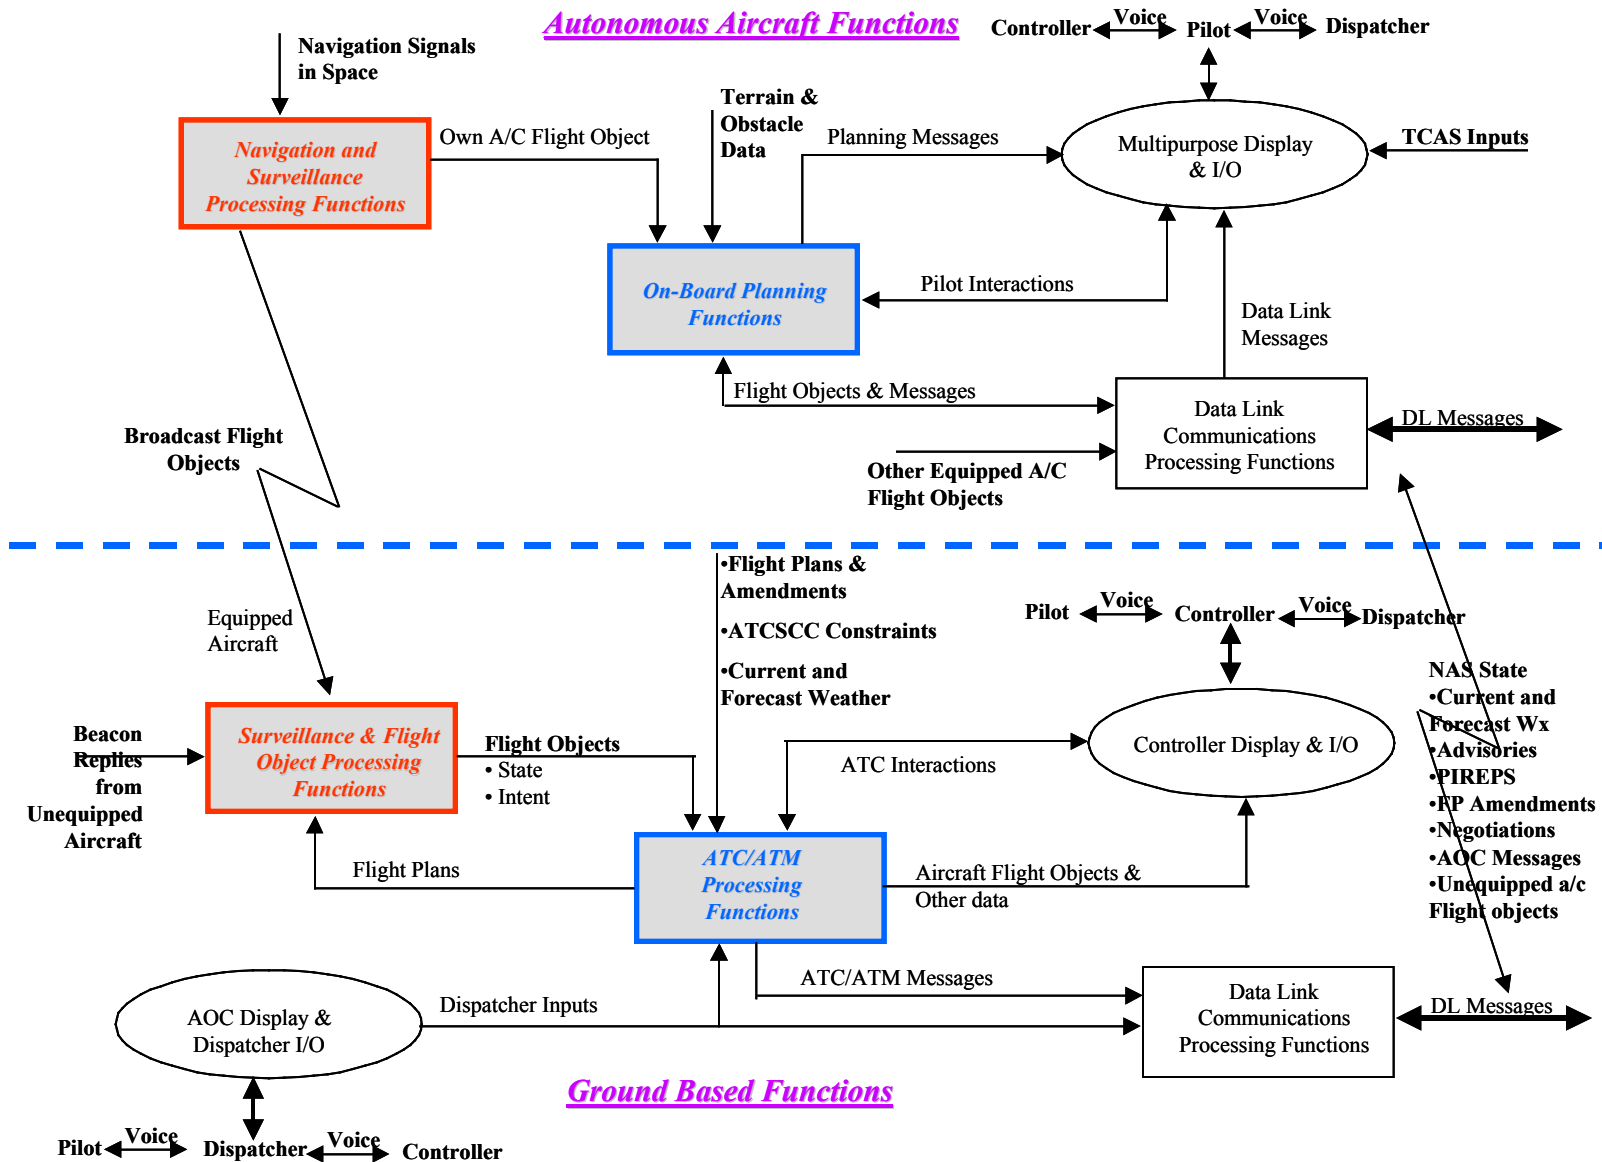 Autonomous Aircraft Functions
Controller
Voice
Pilot
Voice
Dispatcher
Navigation Signals
in Space
Navigation and
Surveillance
Processing Functions
Own A/C Flight Object
Terrain &
Obstacle
Data
Planning Messages
Multipurpose Display
& I/O
TCAS Inputs
On-Board Planning
Functions
Pilot Interactions
Data Link
Messages
Flight Objects & Messages
Data Link
Communications
Processing Functions
DL Messages
Other Equipped A/C
Flight Objects
Broadcast Flight
Objects
Equipped
Aircraft
•Flight Plans &
Amendments
•ATCSCC Constraints
•Current and
Forecast Weather
Pilot
Voice
Controller
Voice
Dispatcher
Beacon
Replies
from
Unequipped
Aircraft
Surveillance & Flight
Object Processing
Functions
Flight Objects
• State
• Intent
ATC Interactions
Controller Display & I/O
NAS State
•Current and
Forecast Wx
•Advisories
•PIREPS
•FP Amendments
•Negotiations
•AOC Messages
•Unequipped a/c
Flight objects
Flight Plans
ATC/ATM
Processing
Functions
Aircraft Flight Objects &
Other data
ATC/ATM Messages
AOC Display &
Dispatcher I/O
Dispatcher Inputs
Data Link
Communications
Processing Functions
DL Messages
Ground Based Functions
Pilot
Voice
Dispatcher
Voice
Controller